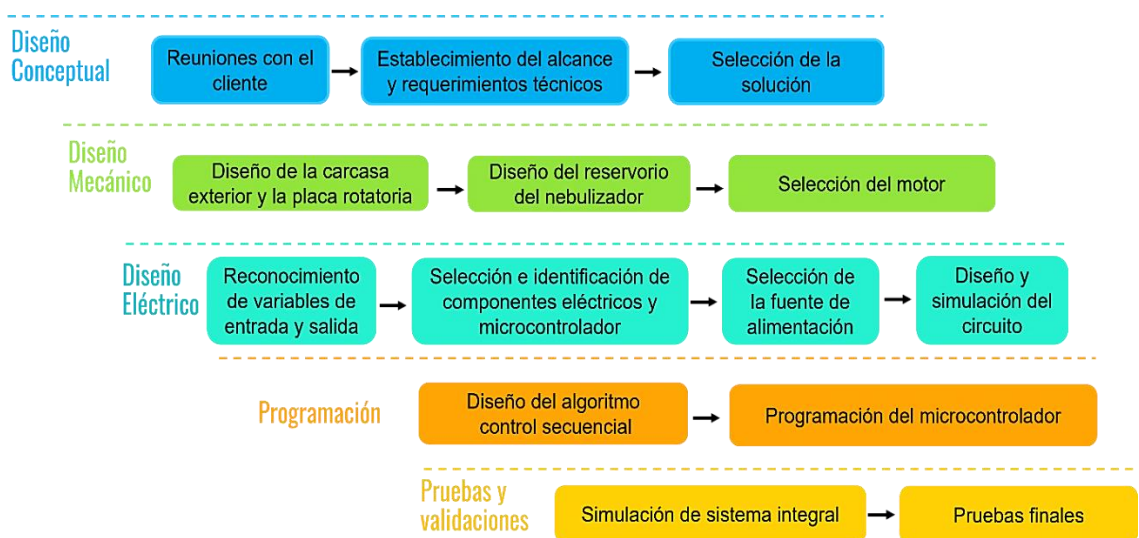 Diseño
Conceptual
Reuniones con el
cliente
Establecimiento del alcance
y requerimientos técnicos
Selección de la
solución
Diseño
Mecánico
Diseño de la carcasa
exterior y la placa rotatoria
Diseño del reservorio
del nebulizador
Selección del motor
Diseño
Eléctrico
Reconocimiento
de variables de
entrada y salida
Selección e identificación de
componentes eléctricos y
microcontrolador
Selección de
la fuente de
alimentación
Diseño y
simulación del
circuito
Programación
Diseño del algoritmo
control secuencial
Programación del microcontrolador
Pruebas y
validaciones
Simulación de sistema integral
Pruebas finales